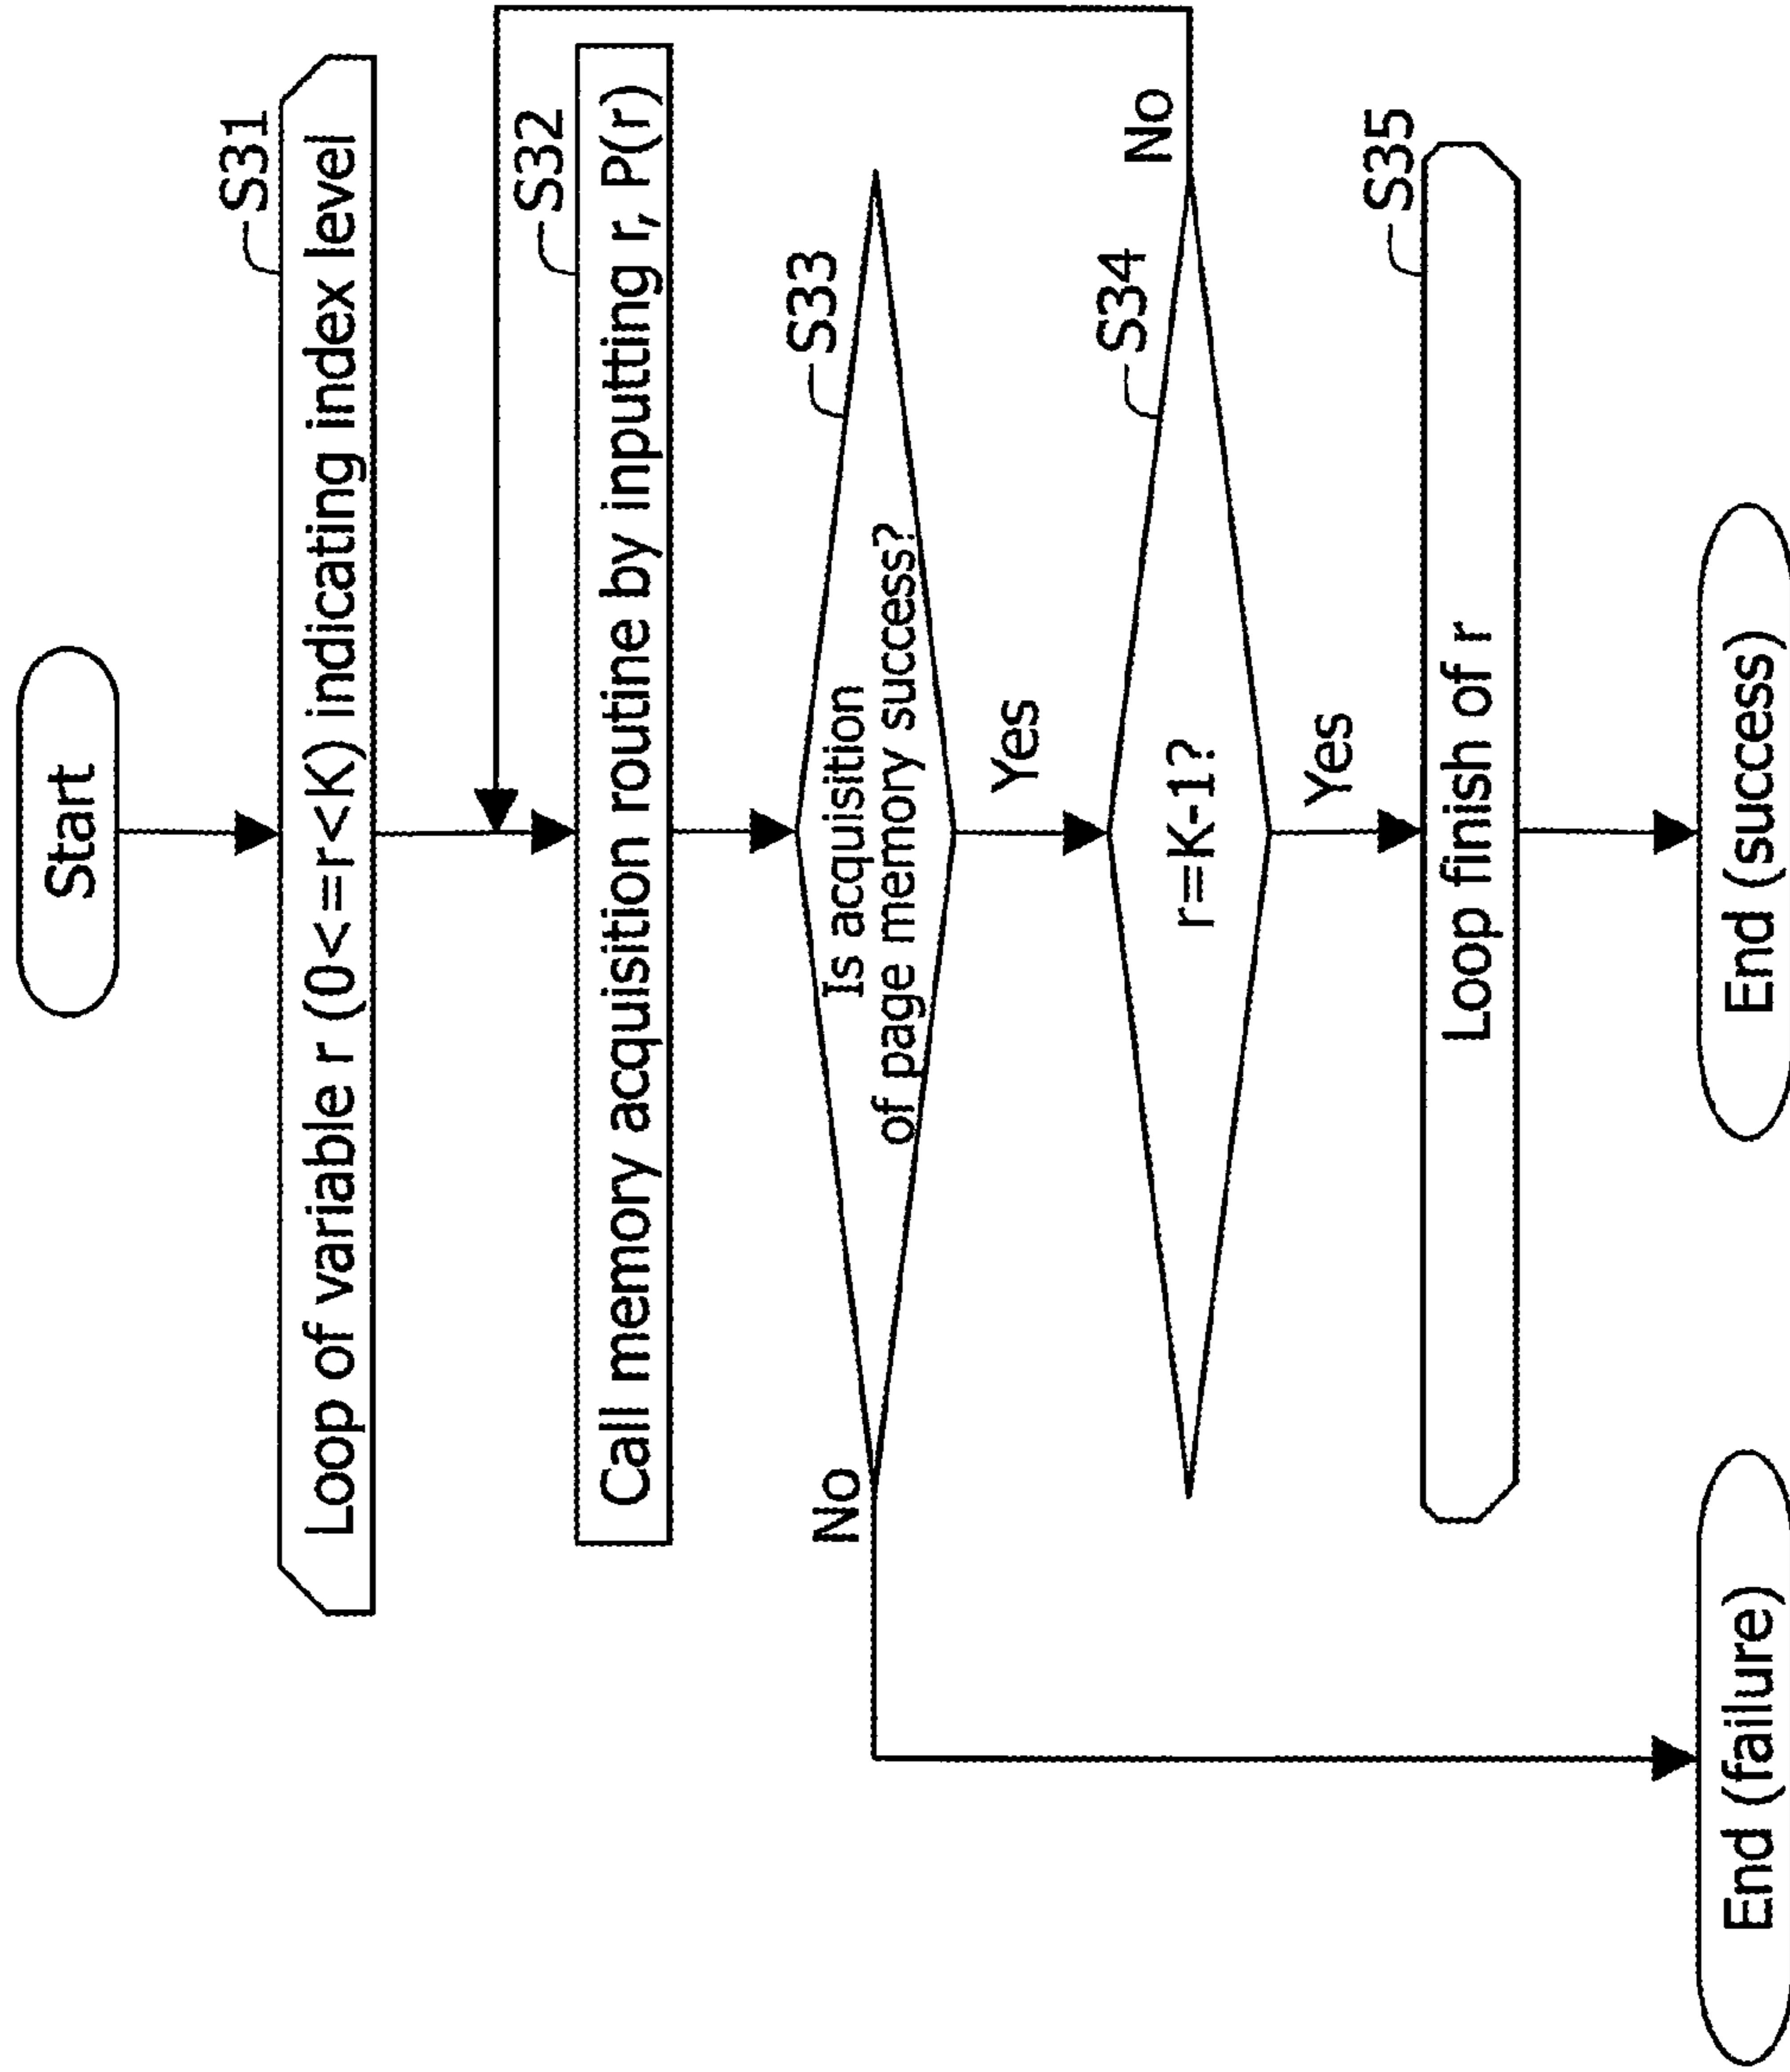 Start
S31
Loop of variable r (0<=r<K) indicating index level
S32
Call memory acquisition routine by inputting r, P(r)
S33
Is acquisition
of page memory success?
No
Yes
S34
r=K-1?
No
Yes
S35
Loop finish of r
End (failure)
End (success)